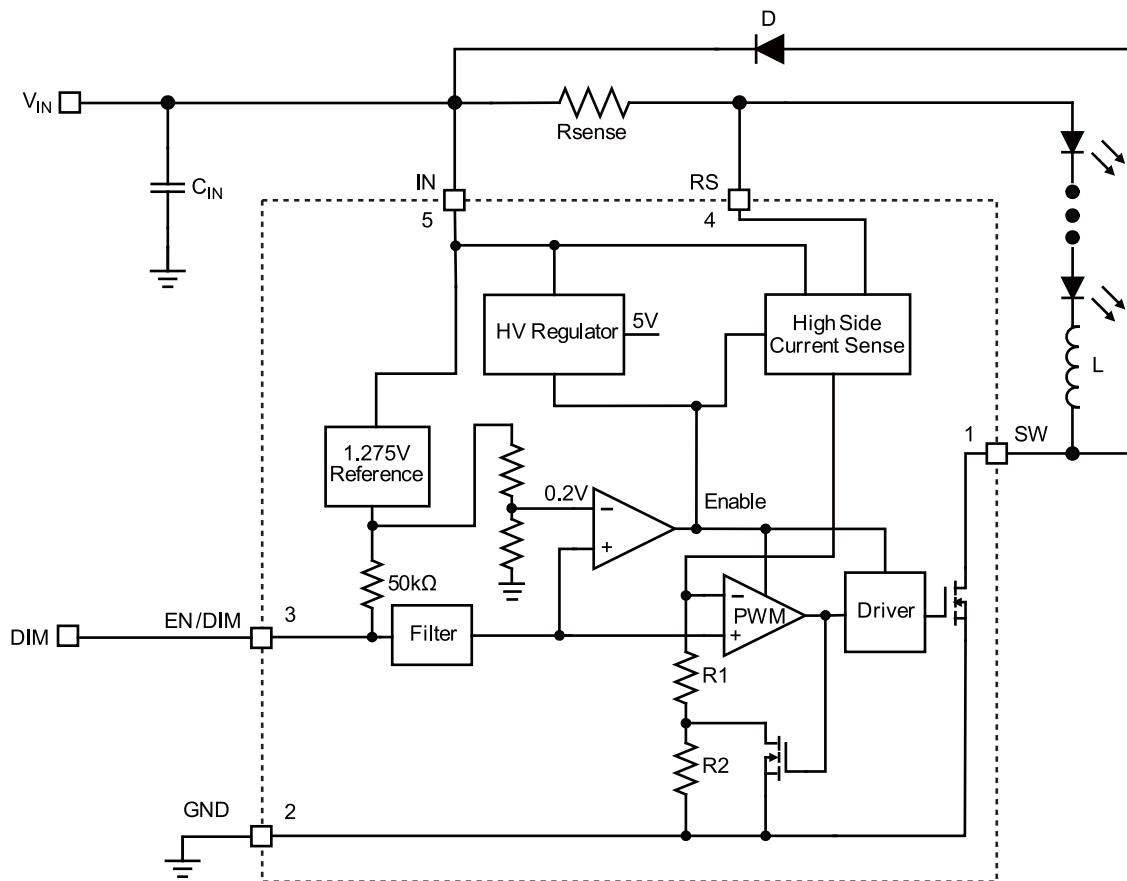 D
VIN
Rsense
CIN
IN
RS
5
4
HV Regulator
5V
High Side
Current Sense
L
1
SW
1.275V
Reference
0.2V
Enable
−
+
50kΩ
3
EN/DIM
DIM
Filter
−
PWM
+
Driver
R1
R2
GND
2